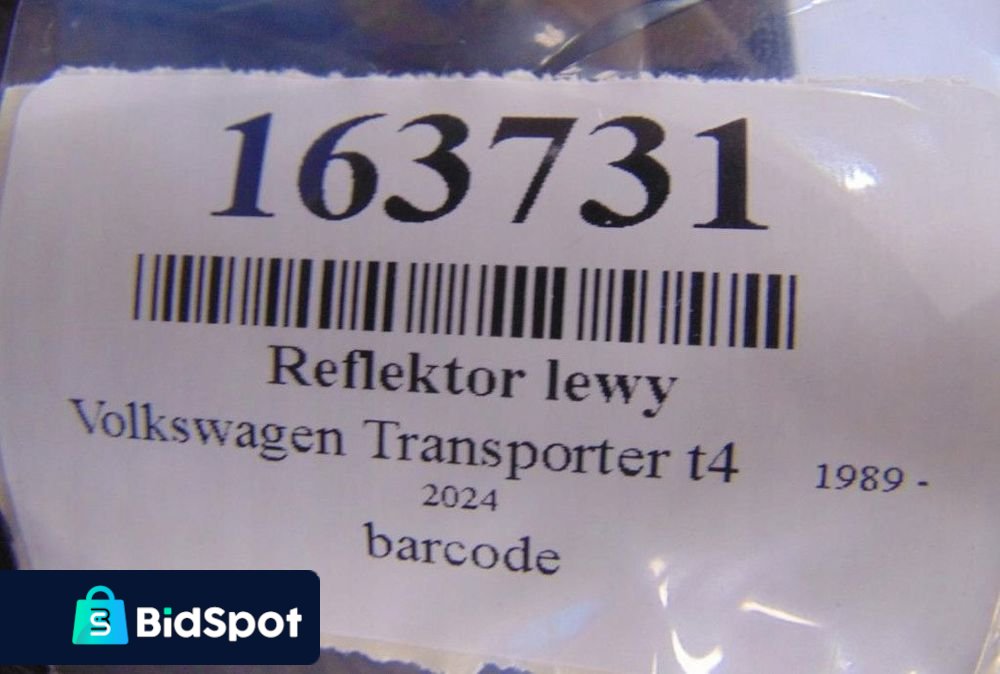 163731
Reflektor lewy
Volkswagen Transporter t4 1989 -
2024
barcode
BidSpot